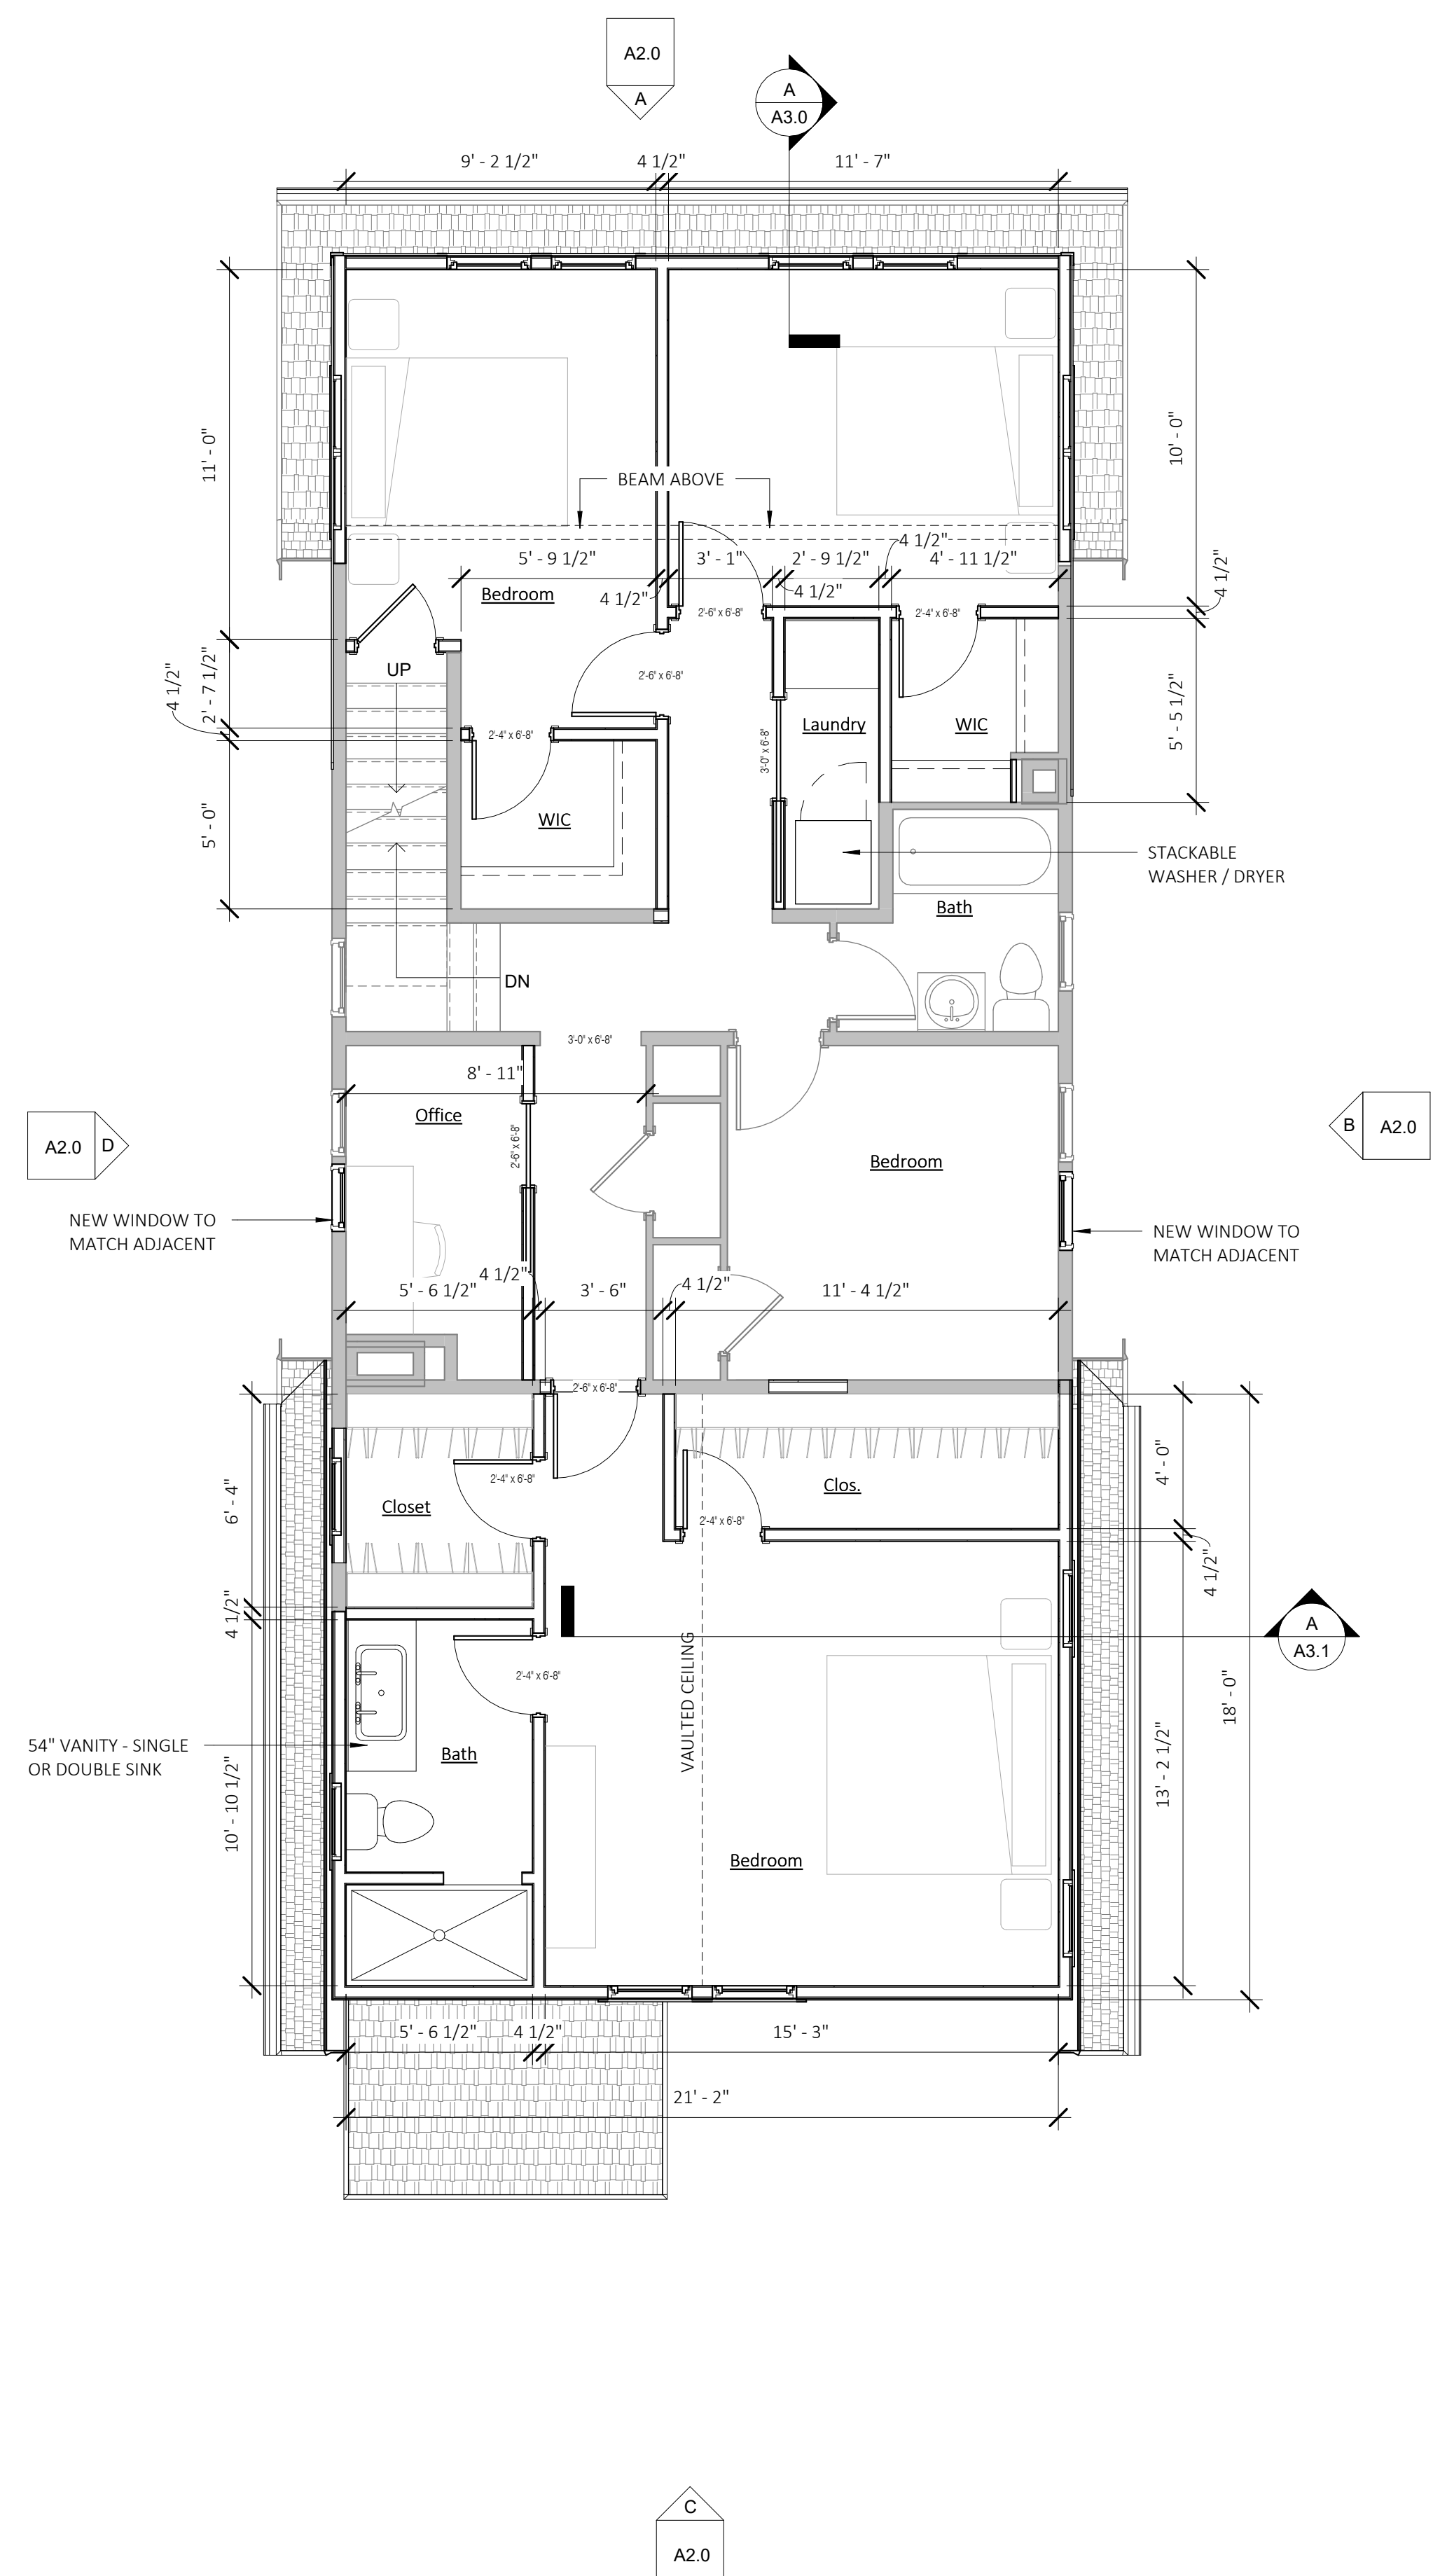 A2.0
A
A
A3.0
9' - 2 1/2"
4 1/2"
11' - 7"
11' - 0"
10' - 0"
BEAM ABOVE
5' - 9 1/2"
4 1/2"
3' - 1"
4 1/2"
2' - 9 1/2"
4 1/2"
4' - 11 1/2"
4 1/2"
Bedroom
2'-6" x 6'-8"
2'-4" x 6'-8"
UP
2'-6" x 6'-8"
4 1/2"
2' - 7 1/2"
5' - 5 1/2"
2'-4" x 6'-8"
3'-0" x 6'-8"
Laundry
WIC
WIC
5' - 0"
STACKABLE
WASHER / DRYER
Bath
DN
3'-0" x 6'-8"
8' - 11"
Office
2'-6" x 6'-8"
Bedroom
A2.0
D
B
A2.0
NEW WINDOW TO
MATCH ADJACENT
NEW WINDOW TO
MATCH ADJACENT
5' - 6 1/2"
4 1/2"
3' - 6"
4 1/2"
11' - 4 1/2"
2'-6" x 6'-8"
6' - 4"
4' - 0"
2'-4" x 6'-8"
Closet
Clos.
2'-4" x 6'-8"
4 1/2"
4 1/2"
A
A3.1
2'-4" x 6'-8"
VAULTED CEILING
18' - 0"
54" VANITY - SINGLE
OR DOUBLE SINK
Bath
10' - 10 1/2"
13' - 2 1/2"
Bedroom
5' - 6 1/2"
4 1/2"
15' - 3"
21' - 2"
C
A2.0